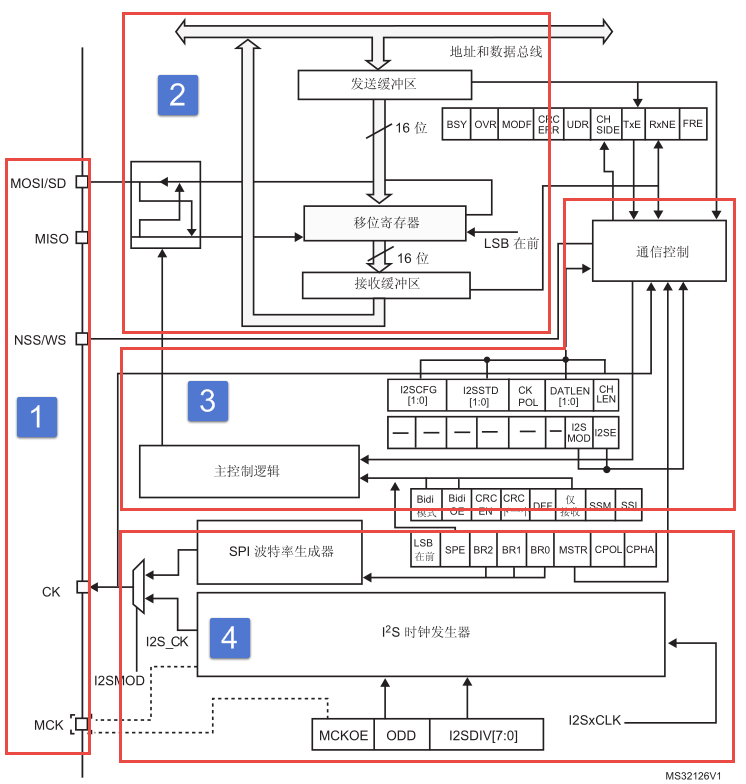 地址和数据总线
2
发送缓冲区
16 位
BSY
OVR
MODF
CRC
ERR
UDR
CH
SIDE
TxE
RxNE
FRE
1
MOSI/SD
MISO
移位寄存器
LSB 在前
通信控制
16 位
接收缓冲区
NSS/WS
3
I2SCFG
[1:0]
I2SSTD
[1:0]
CK
POL
DATLEN
[1:0]
CH
LEN
I2S
MOD
I2SE
主控制逻辑
Bidi
模式
Bidi
OE
CRC
EN
CRC
下一个
DFF
仅
接收
SSM
SSI
SPI 波特率生成器
LSB
在前
SPE
BR2
BR1
BR0
MSTR
CPOL
CPHA
CK
4
I2S 时钟发生器
I2S_CK
I2SMOD
MCK
I2SxCLK
MCKOE
ODD
I2SDIV[7:0]
MS32126V1